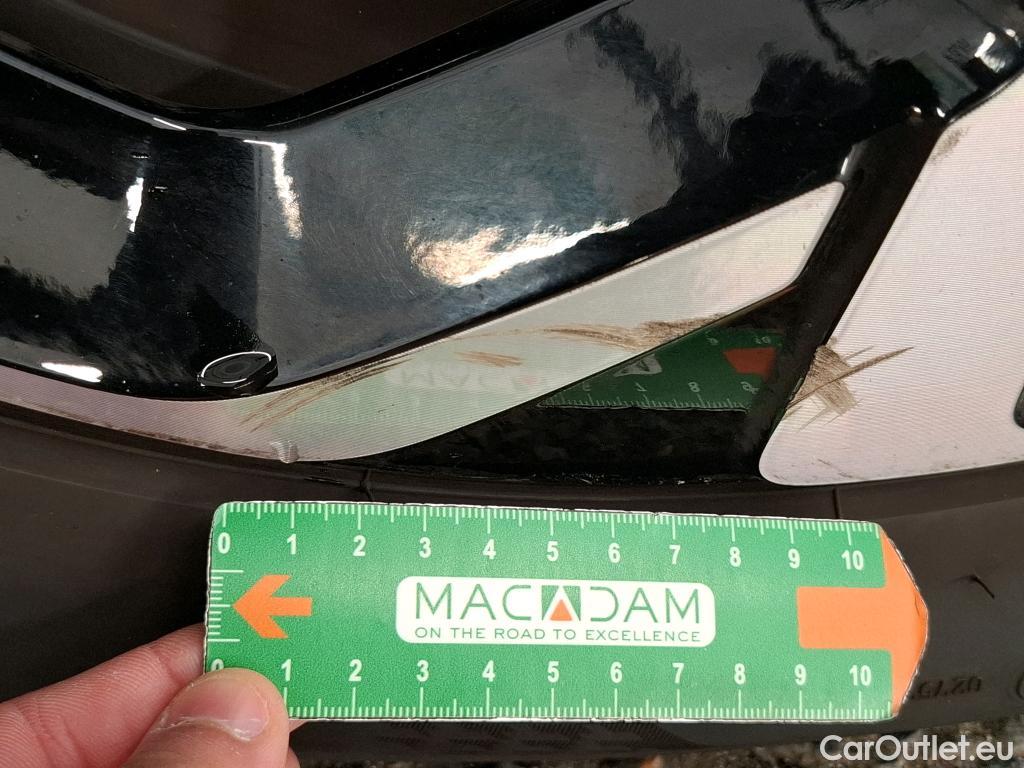 0 1 2 3 4 5 6 7 8 9 10
MACADAM
ON THE ROAD TO EXCELLENCE
0 1 2 3 4 5 6 7 8 9 10
CarOutlet.eu